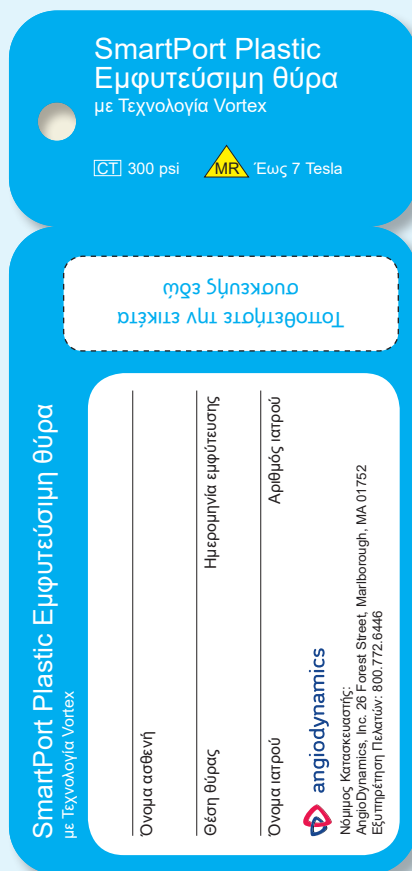 SmartPort Plastic
Εμφυτεύσιμη θύρα
με Τεχνολογία Vortex
CT 300 psi MR Έως 7 Tesla
Τοποθετήστε την ετικέτα
συσκευής εδώ
SmartPort Plastic Εμφυτεύσιμη θύρα
με Τεχνολογία Vortex
Όνομα ασθενή
Θέση θύρας Ημερομηνία εμφύτευσης
Όνομα ιατρού Αριθμός ιατρού
angiodynamics
Νόμιμος Κατασκευαστής:
AngioDynamics, Inc. 26 Forest Street, Marlborough, MA 01752
Εξυπηρέτηση Πελατών: 800.772.6446